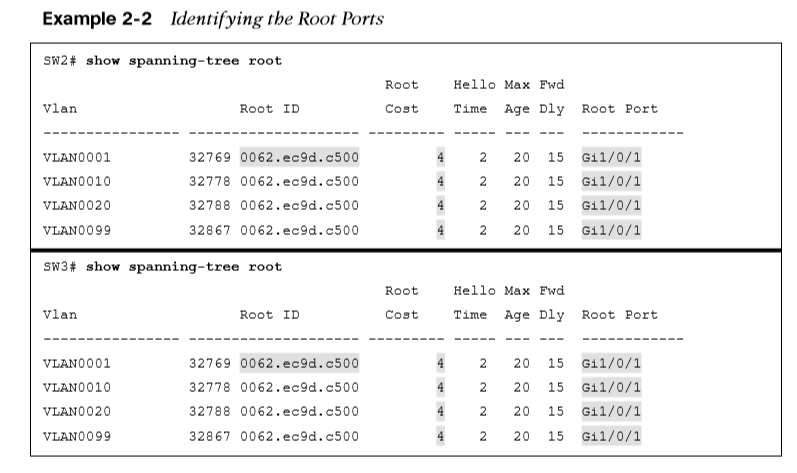 Example 2-2 Identifying the Root Ports
SW2# show spanning-tree root
Root Hello Max Fwd
Vlan Root ID Cost Time Age Dly Root Port
---------------- -------------------- --------- ----- --- --- ------------
VLAN0001 32769 0062.ec9d.c500 4 2 20 15 Gi1/0/1
VLAN0010 32778 0062.ec9d.c500 4 2 20 15 Gi1/0/1
VLAN0020 32788 0062.ec9d.c500 4 2 20 15 Gi1/0/1
VLAN0099 32867 0062.ec9d.c500 4 2 20 15 Gi1/0/1
SW3# show spanning-tree root
Root Hello Max Fwd
Vlan Root ID Cost Time Age Dly Root Port
---------------- -------------------- --------- ----- --- --- ------------
VLAN0001 32769 0062.ec9d.c500 4 2 20 15 Gi1/0/1
VLAN0010 32778 0062.ec9d.c500 4 2 20 15 Gi1/0/1
VLAN0020 32788 0062.ec9d.c500 4 2 20 15 Gi1/0/1
VLAN0099 32867 0062.ec9d.c500 4 2 20 15 Gi1/0/1